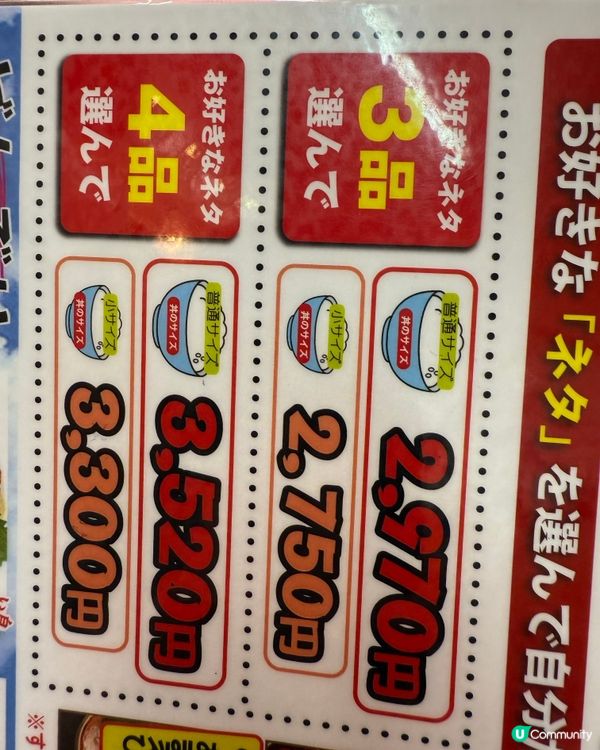 お好きな「ネタ」を選んで自分
お好きなネタ
3品
選んで
普通サイズ
丼のサイズ
2,970円
小サイズ
丼のサイズ
2,750円
お好きなネタ
4品
選んで
普通サイズ
丼のサイズ
3,520円
小サイズ
丼のサイズ
3,300円
※す
U Community